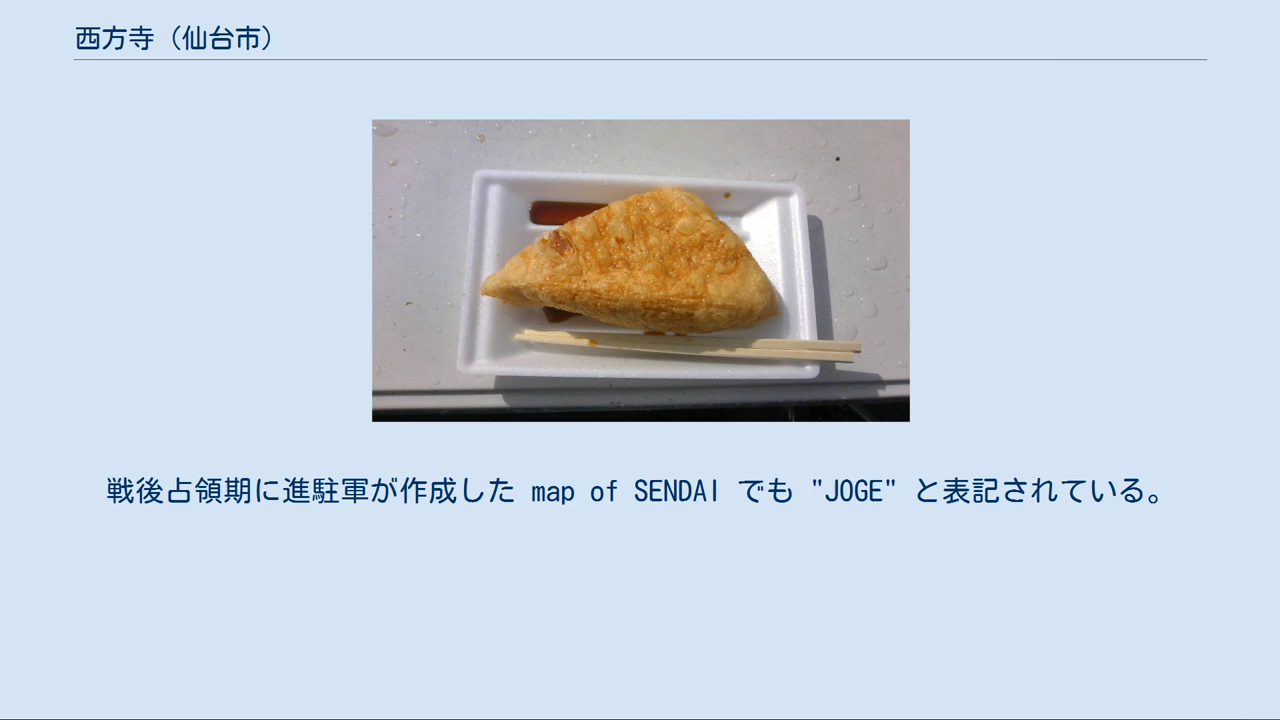 西方寺（仙台市）
戦後占領期に進駐軍が作成した map of SENDAI でも "JOGE" と表記されている。